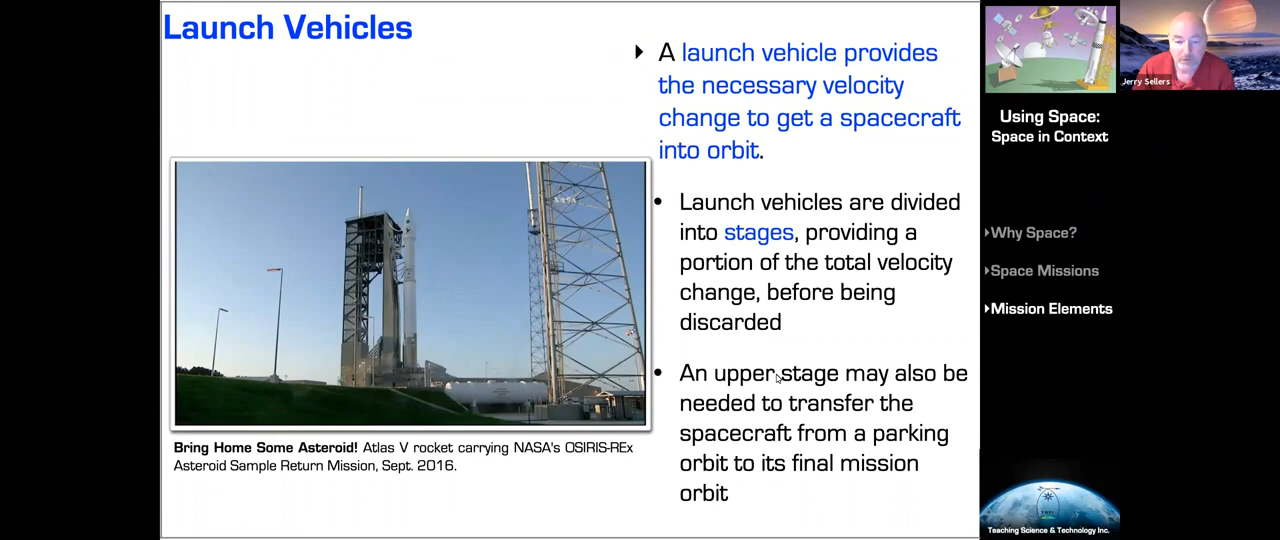 Launch Vehicles
A launch vehicle provides
the necessary velocity
change to get a spacecraft
into orbit.
• Launch vehicles are divided
into stages, providing a
portion of the total velocity
change, before being
discarded
• An upper stage may also be
needed to transfer the
spacecraft from a parking
orbit to its final mission
orbit
Bring Home Some Asteroid! Atlas V rocket carrying NASA's OSIRIS-REx
Asteroid Sample Return Mission, Sept. 2016.
Jerry Sellers
Using Space:
Space in Context
Why Space?
Space Missions
Mission Elements
Teaching Science & Technology Inc.